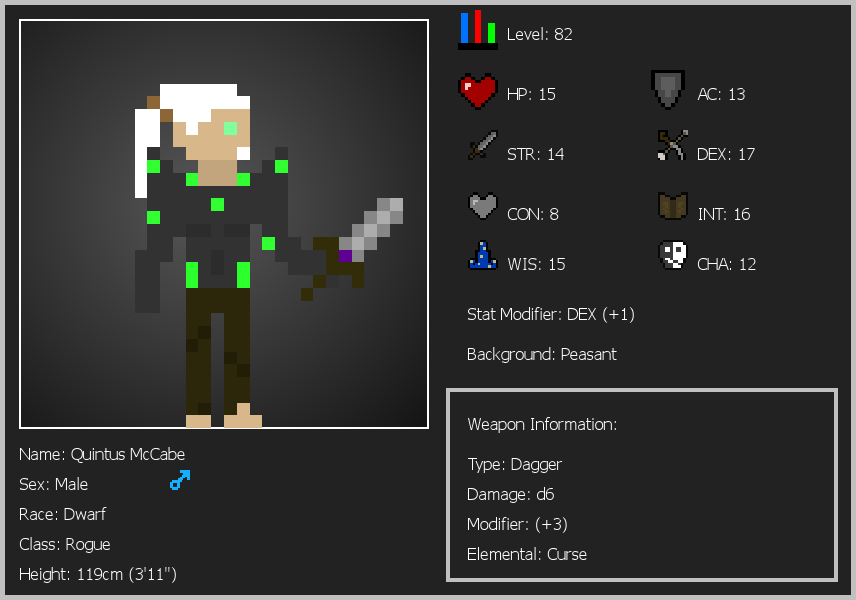 Level: 82
HP: 15
AC: 13
STR: 14
DEX: 17
CON: 8
INT: 16
WIS: 15
CHA: 12
Stat Modifier: DEX (+1)
Background: Peasant
Weapon Information:
Type: Dagger
Damage: d6
Modifier: (+3)
Elemental: Curse
Name: Quintus McCabe
Sex: Male
Race: Dwarf
Class: Rogue
Height: 119cm (3'11")